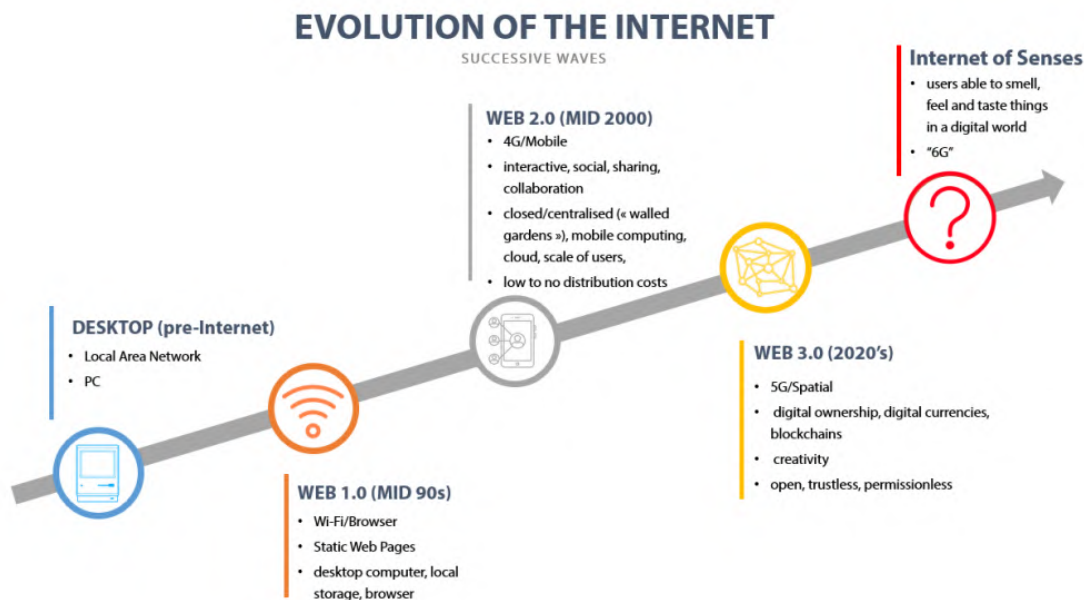 EVOLUTION OF THE INTERNET
SUCCESSIVE WAVES
DESKTOP (pre-Internet)
• Local Area Network
• PC
WEB 1.0 (MID 90s)
• Wi-Fi/Browser
• Static Web Pages
• desktop computer, local
storage, browser
WEB 2.0 (MID 2000)
• 4G/Mobile
• interactive, social, sharing,
collaboration
• closed/centralised (« walled
gardens »), mobile computing,
cloud, scale of users,
• low to no distribution costs
WEB 3.0 (2020's)
• 5G/Spatial
• digital ownership, digital currencies,
blockchains
• creativity
• open, trustless, permissionless
Internet of Senses
• users able to smell,
feel and taste things
in a digital world
• "6G"
?